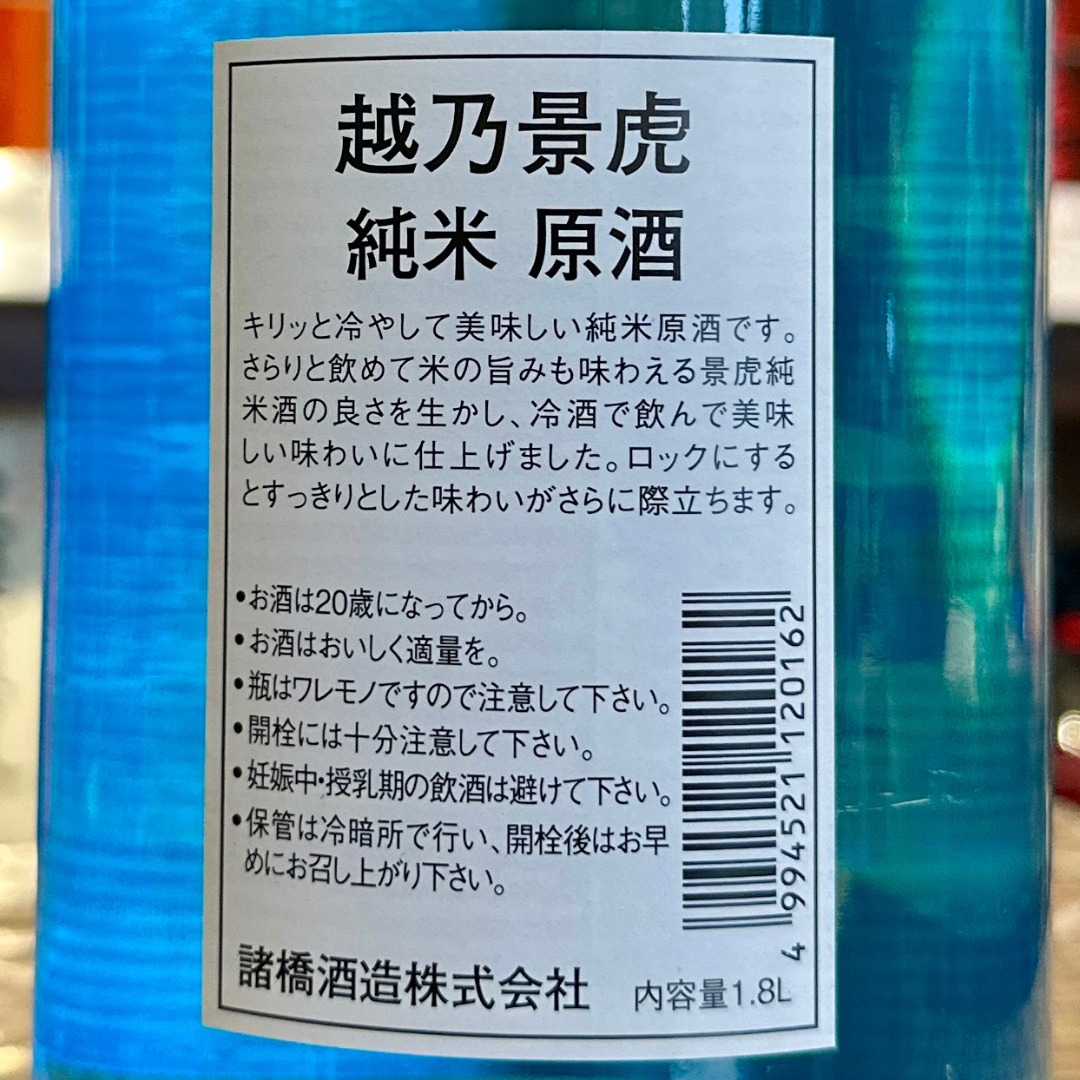 越乃景虎
純米 原酒
キリッと冷やして美味しい純米原酒です。
さらりと飲めて米の旨みも味わえる景虎純
米酒の良さを生かし、冷酒で飲んで美味
しい味わいに仕上げました。ロックにする
とすっきりとした味わいがさらに際立ちます。
•お酒は20歳になってから。
•お酒はおいしく適量を。
•瓶はワレモノですので注意して下さい。
•開栓には十分注意して下さい。
•妊娠中・授乳期の飲酒は避けて下さい。
•保管は冷暗所で行い、開栓後はお早
めにお召し上がり下さい。
4 994521 120162
諸橋酒造株式会社
内容量1.8L